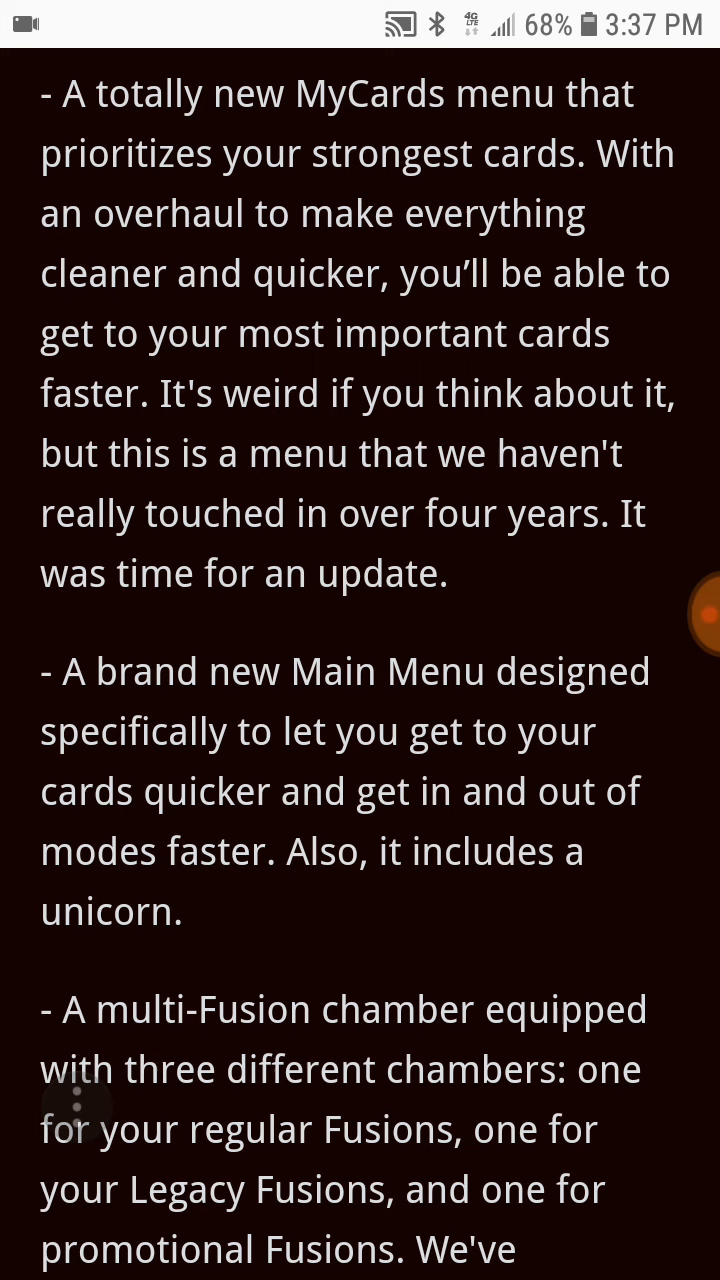 4G
LTE
68%
3:37 PM
- A totally new MyCards menu that
prioritizes your strongest cards. With
an overhaul to make everything
cleaner and quicker, you’ll be able to
get to your most important cards
faster. It's weird if you think about it,
but this is a menu that we haven't
really touched in over four years. It
was time for an update.
- A brand new Main Menu designed
specifically to let you get to your
cards quicker and get in and out of
modes faster. Also, it includes a
unicorn.
- A multi-Fusion chamber equipped
with three different chambers: one
for your regular Fusions, one for
your Legacy Fusions, and one for
promotional Fusions. We've